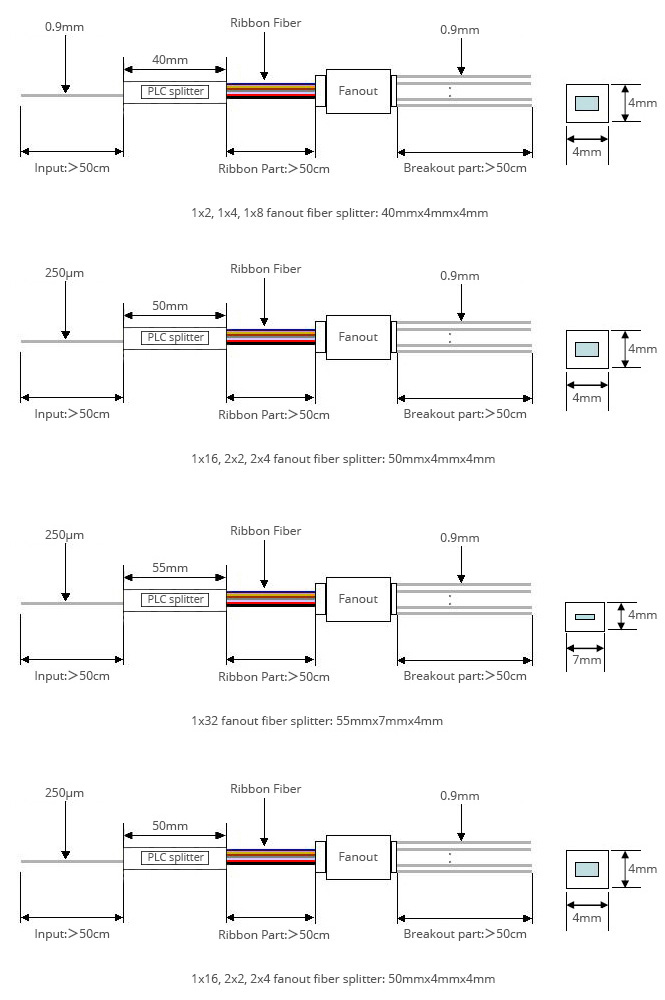 0.9mm
Ribbon Fiber
0.9mm
40mm
PLC splitter
Fanout
4mm
4mm
Input:>50cm
Ribbon Part:>50cm
Breakout part:>50cm
1x2, 1x4, 1x8 fanout fiber splitter: 40mmx4mmx4mm
250μm
Ribbon Fiber
0.9mm
50mm
PLC splitter
Fanout
4mm
4mm
Input:>50cm
Ribbon Part:>50cm
Breakout part:>50cm
1x16, 2x2, 2x4 fanout fiber splitter: 50mmx4mmx4mm
250μm
Ribbon Fiber
0.9mm
55mm
PLC splitter
Fanout
4mm
7mm
Input:>50cm
Ribbon Part:>50cm
Breakout part:>50cm
1x32 fanout fiber splitter: 55mmx7mmx4mm
250μm
Ribbon Fiber
0.9mm
50mm
PLC splitter
Fanout
4mm
4mm
Input:>50cm
Ribbon Part:>50cm
Breakout part:>50cm
1x16, 2x2, 2x4 fanout fiber splitter: 50mmx4mmx4mm